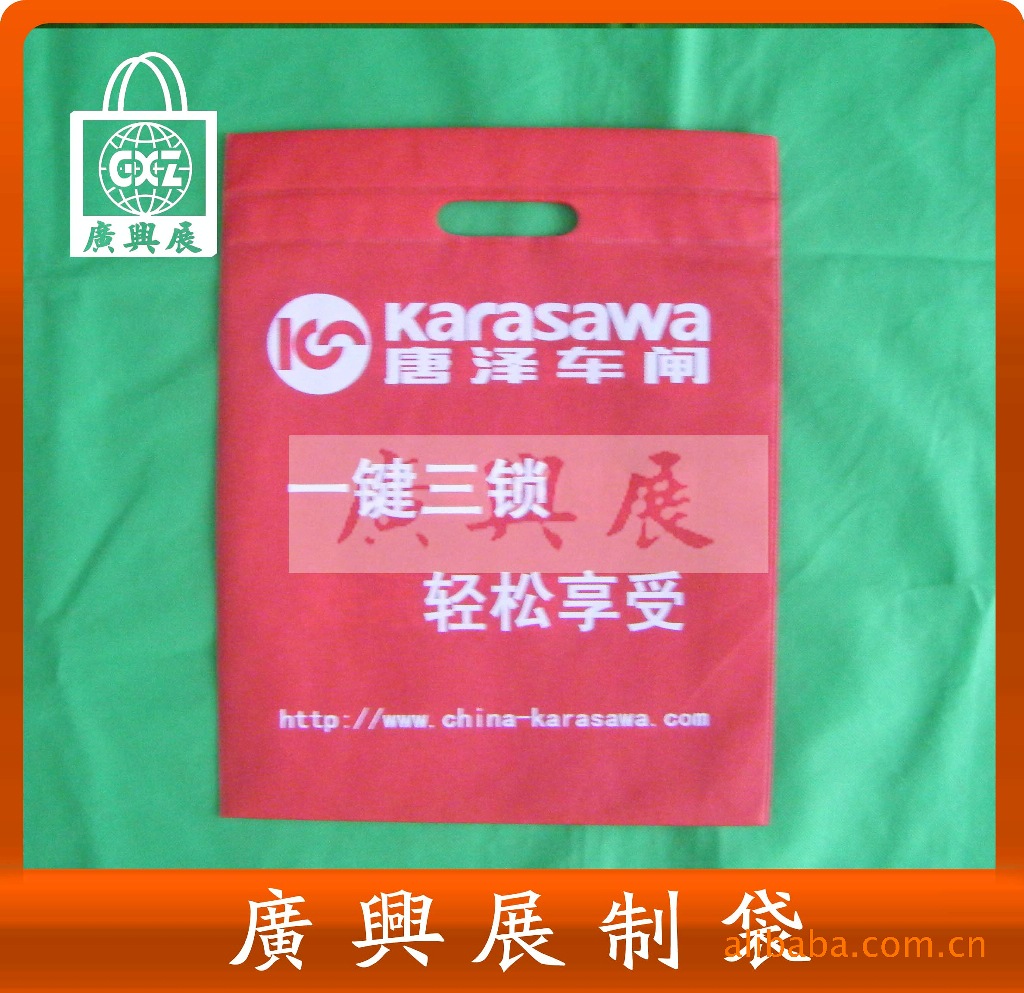 GXZ
廣興展
Karasawa
唐泽车闸
一键三锁
廣興展
轻松享受
http://www.china-karasawa.com
廣興展制袋
alibaba.com.cn